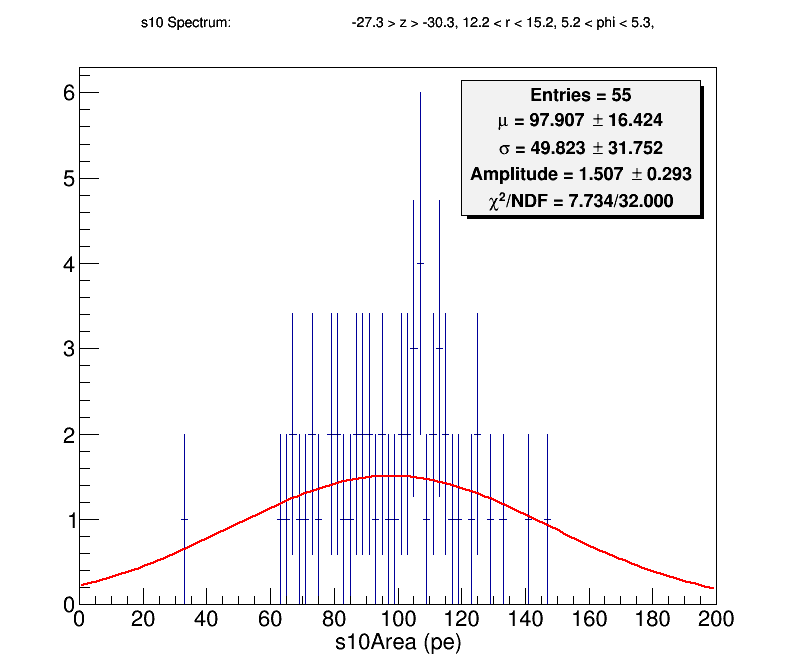 s10 Spectrum: -27.3 > z > -30.3, 12.2 < r < 15.2, 5.2 < phi < 5.3,
Entries = 55
μ = 97.907 ± 16.424
σ = 49.823 ± 31.752
Amplitude = 1.507 ± 0.293
χ²/NDF = 7.734/32.000
6
5
4
3
2
1
0
0 20 40 60 80 100 120 140 160 180 200
s10Area (pe)